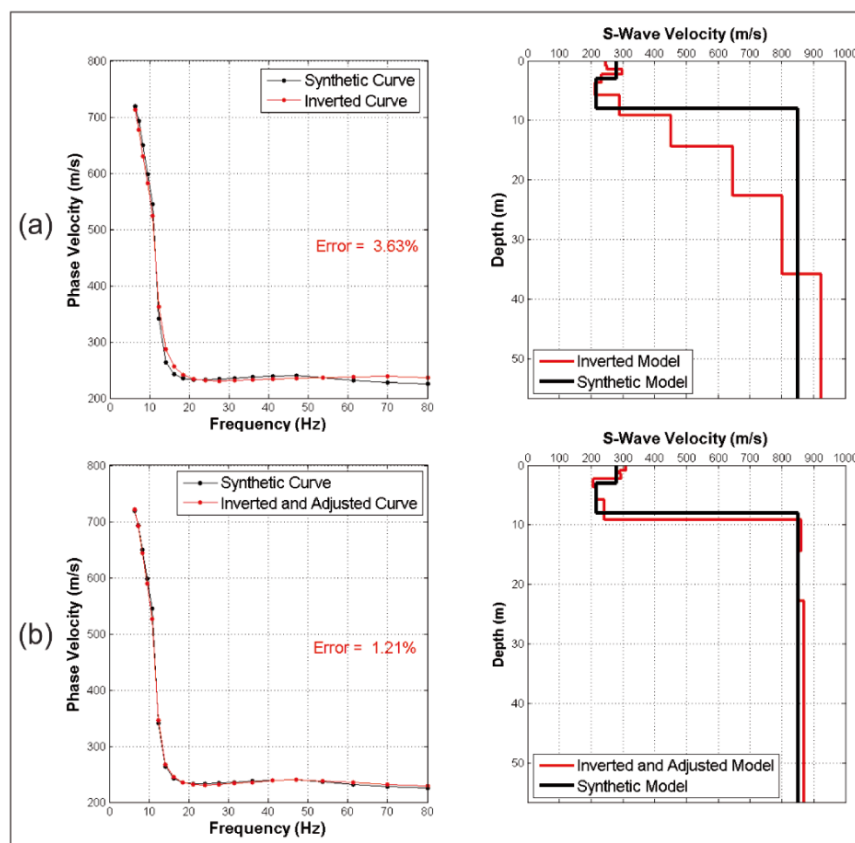 (a)
800
700
600
500
400
300
200
0 10 20 30 40 50 60 70 80
Phase Velocity (m/s)
Frequency (Hz)
Synthetic Curve
Inverted Curve
Error = 3.63%
S-Wave Velocity (m/s)
0 100 200 300 400 500 600 700 800 900 1000
0
10
20
30
40
50
Depth (m)
Inverted Model
Synthetic Model
(b)
800
700
600
500
400
300
200
0 10 20 30 40 50 60 70 80
Phase Velocity (m/s)
Frequency (Hz)
Synthetic Curve
Inverted and Adjusted Curve
Error = 1.21%
S-Wave Velocity (m/s)
0 100 200 300 400 500 600 700 800 900 1000
0
10
20
30
40
50
Depth (m)
Inverted and Adjusted Model
Synthetic Model